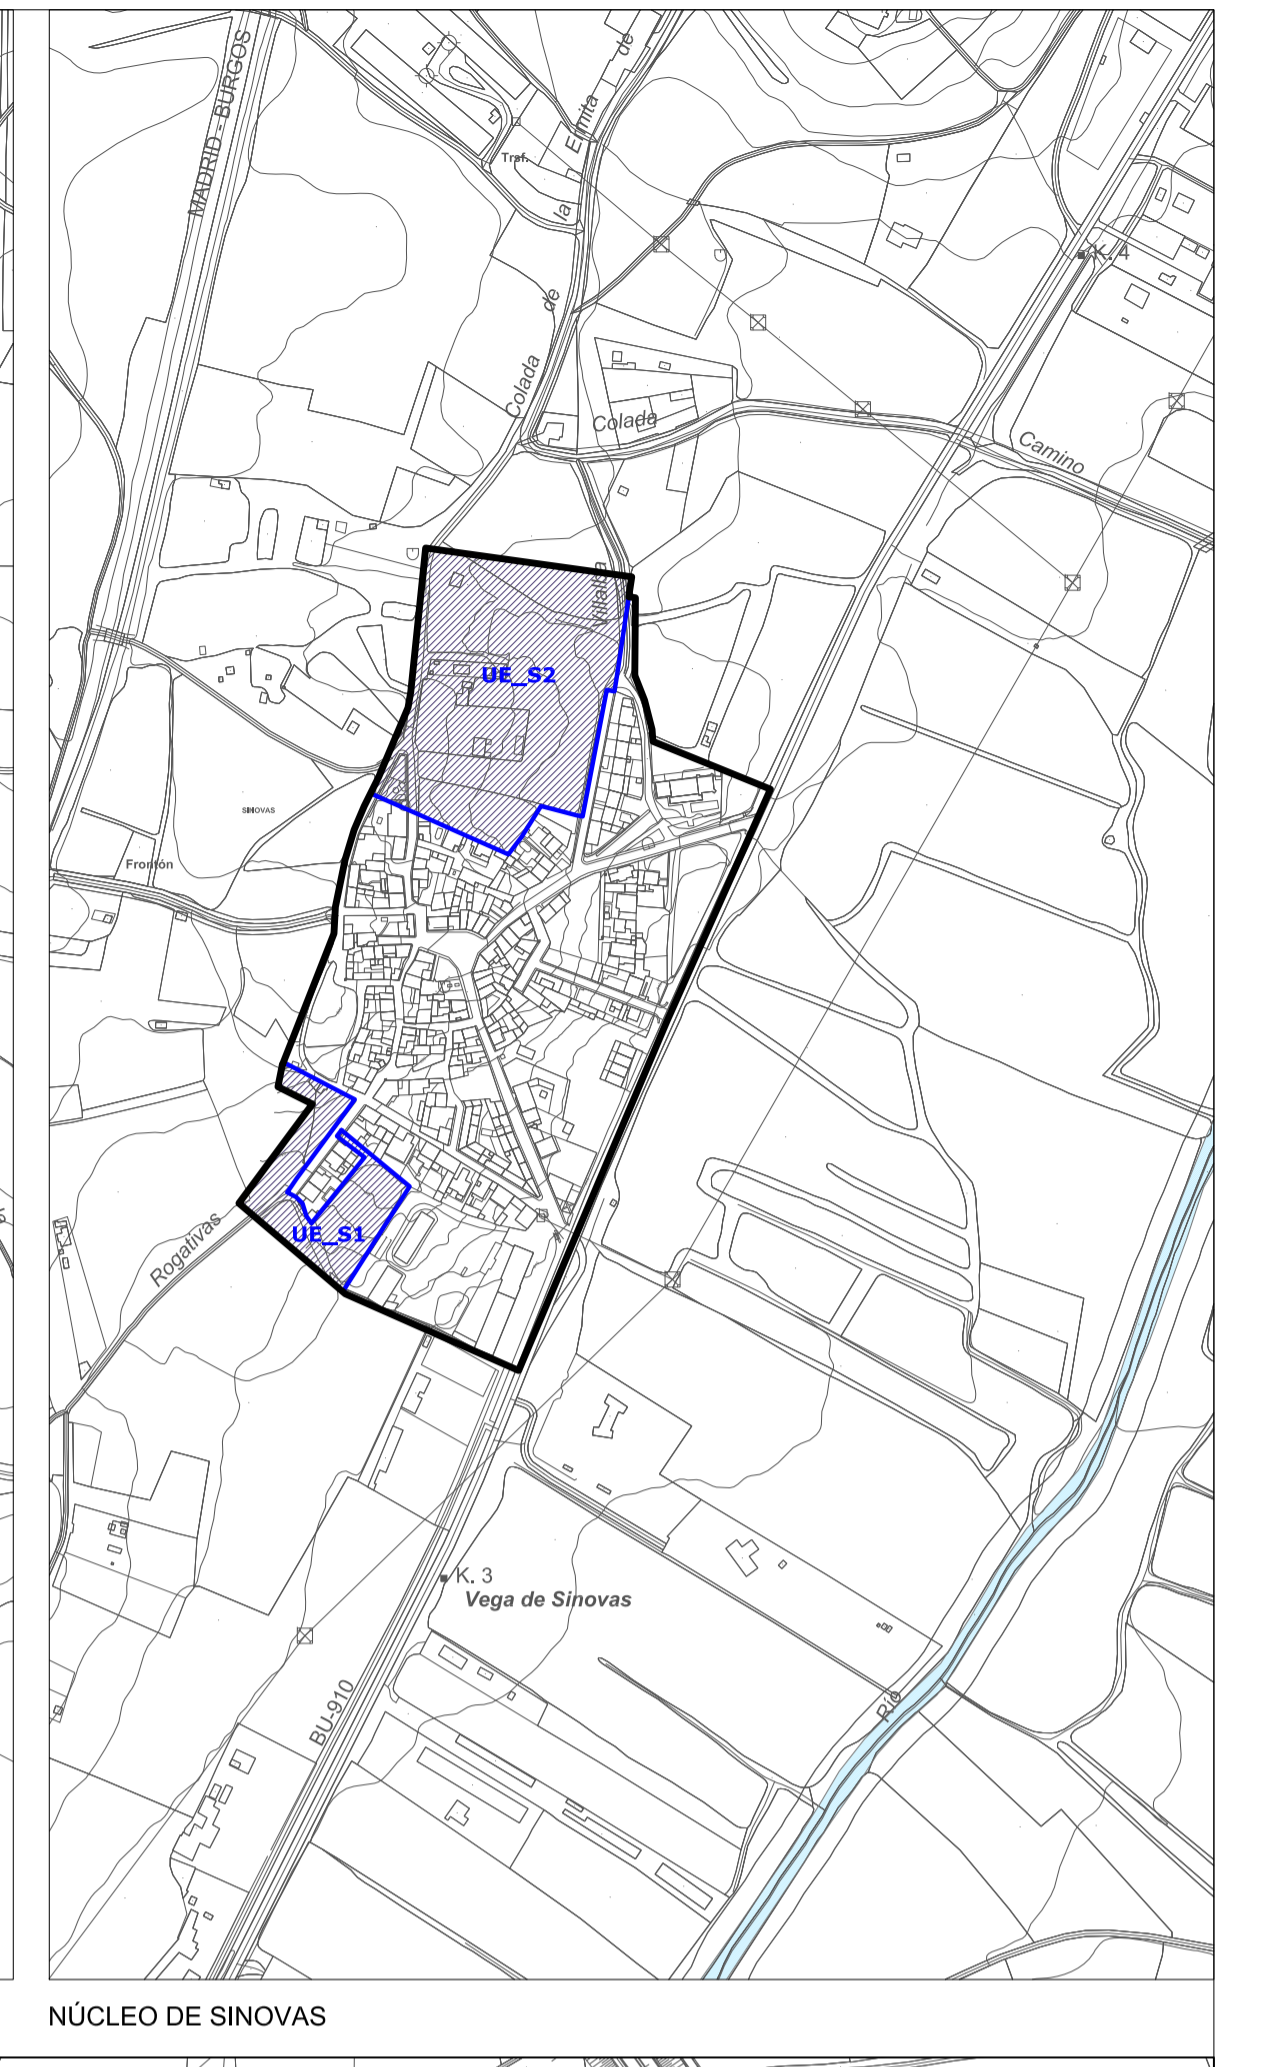 MADRID - BURGOS
Colada de la Ermita de
Trsf.
K. 4
Colada
Camino
Villalba
UE_S2
SINOVAS
Frontón
UE_S1
Rogativas
K. 3
Vega de Sinovas
BU-910
Río
NÚCLEO DE SINOVAS